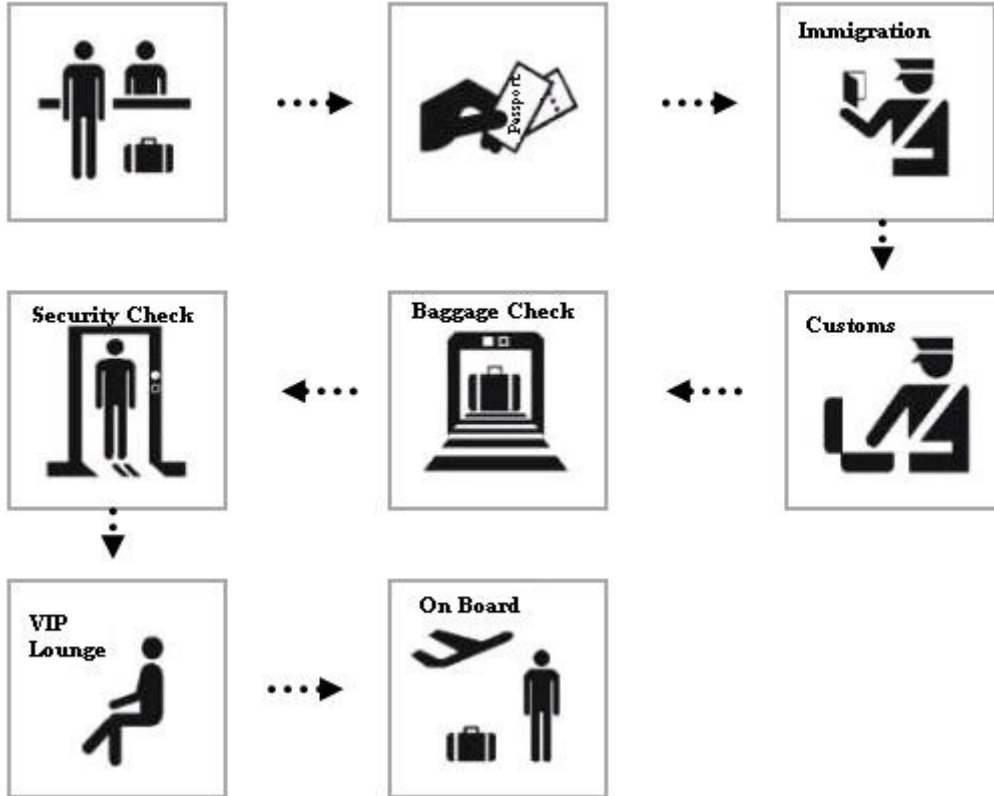 Passport
Immigration
Customs
Baggage Check
Security Check
VIP
Lounge
On Board